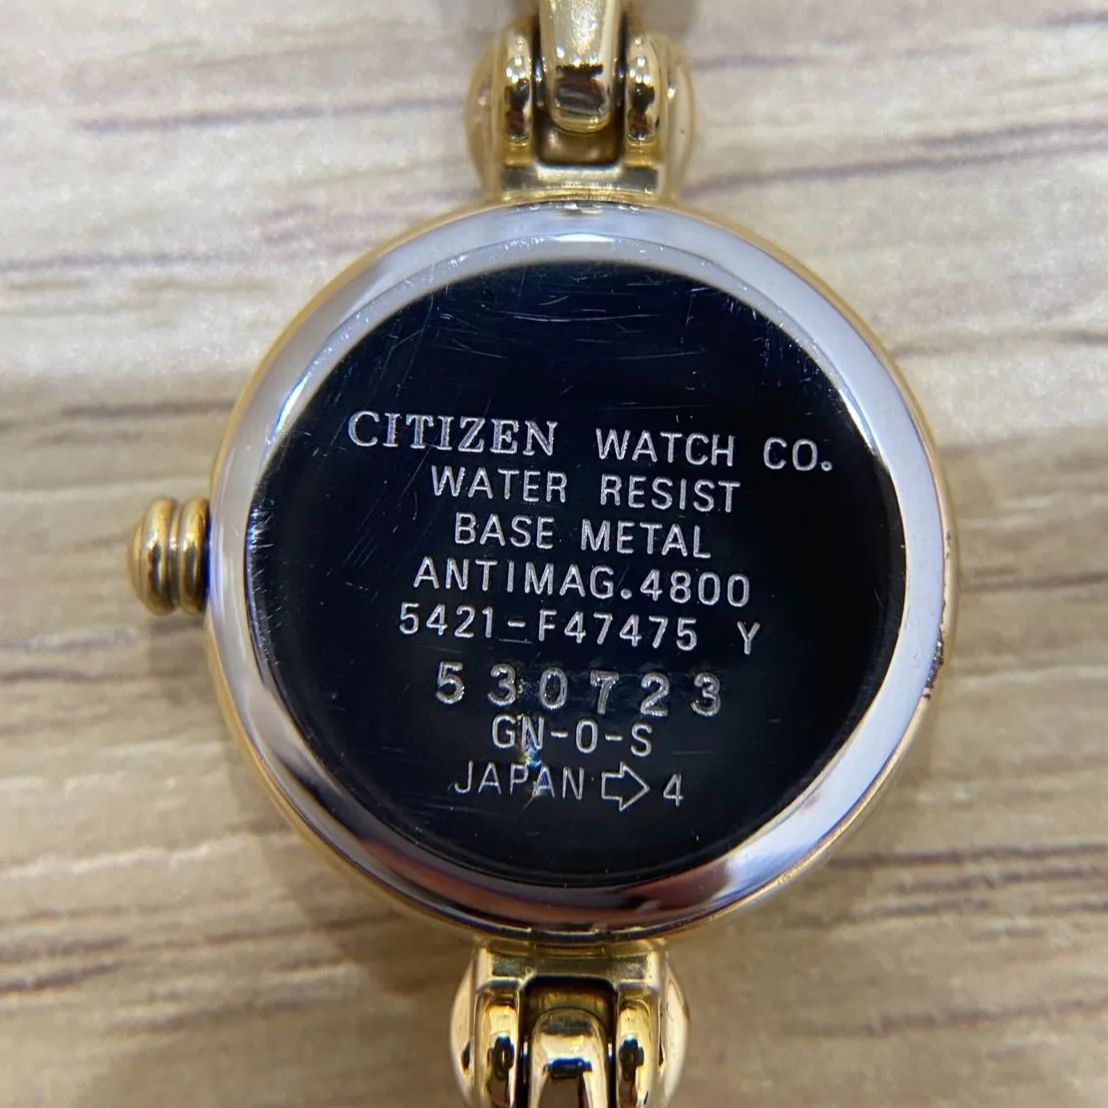 CITIZEN WATCH CO.
WATER RESIST
BASE METAL
ANTIMAG.4800
5421-F47475 Y
530723
GN-0-S
JAPAN ⇨ 4